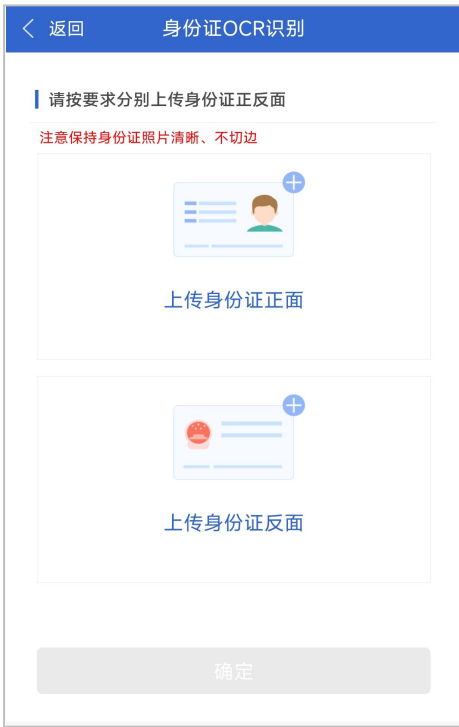 返回
身份证OCR识别
请按要求分别上传身份证正反面
注意保持身份证照片清晰、不切边
上传身份证正面
上传身份证反面
确定